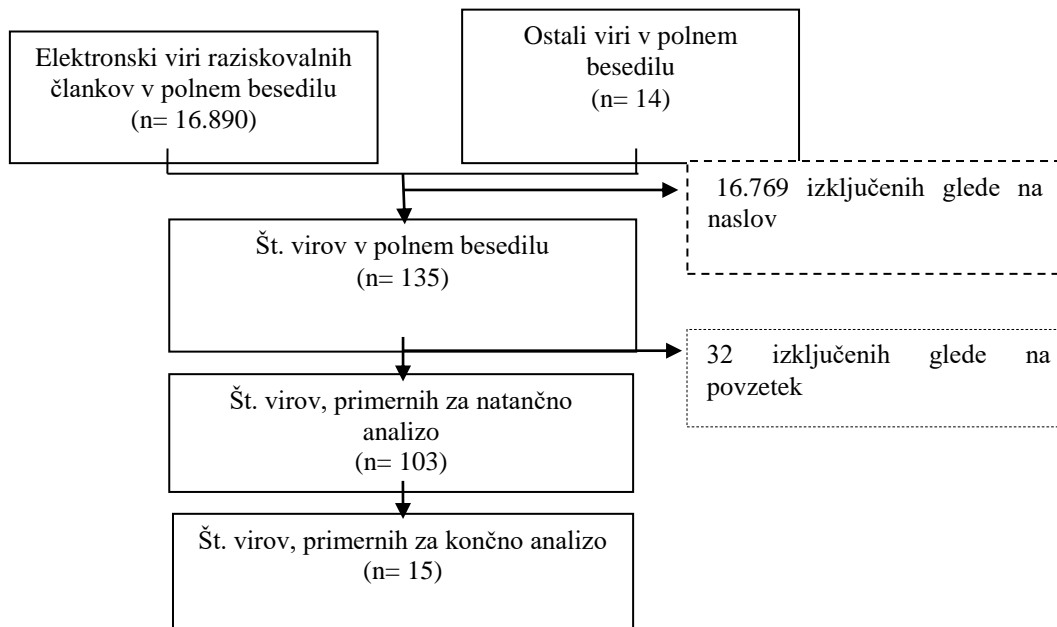 Elektronski viri raziskovalnih
člankov v polnem besedilu
(n= 16.890)
Ostali viri v polnem
besedilu
(n= 14)
16.769 izključenih glede na
naslov
Št. virov v polnem besedilu
(n= 135)
32 izključenih glede na
povzetek
Št. virov, primernih za natančno
analizo
(n= 103)
Št. virov, primernih za končno analizo
(n= 15)